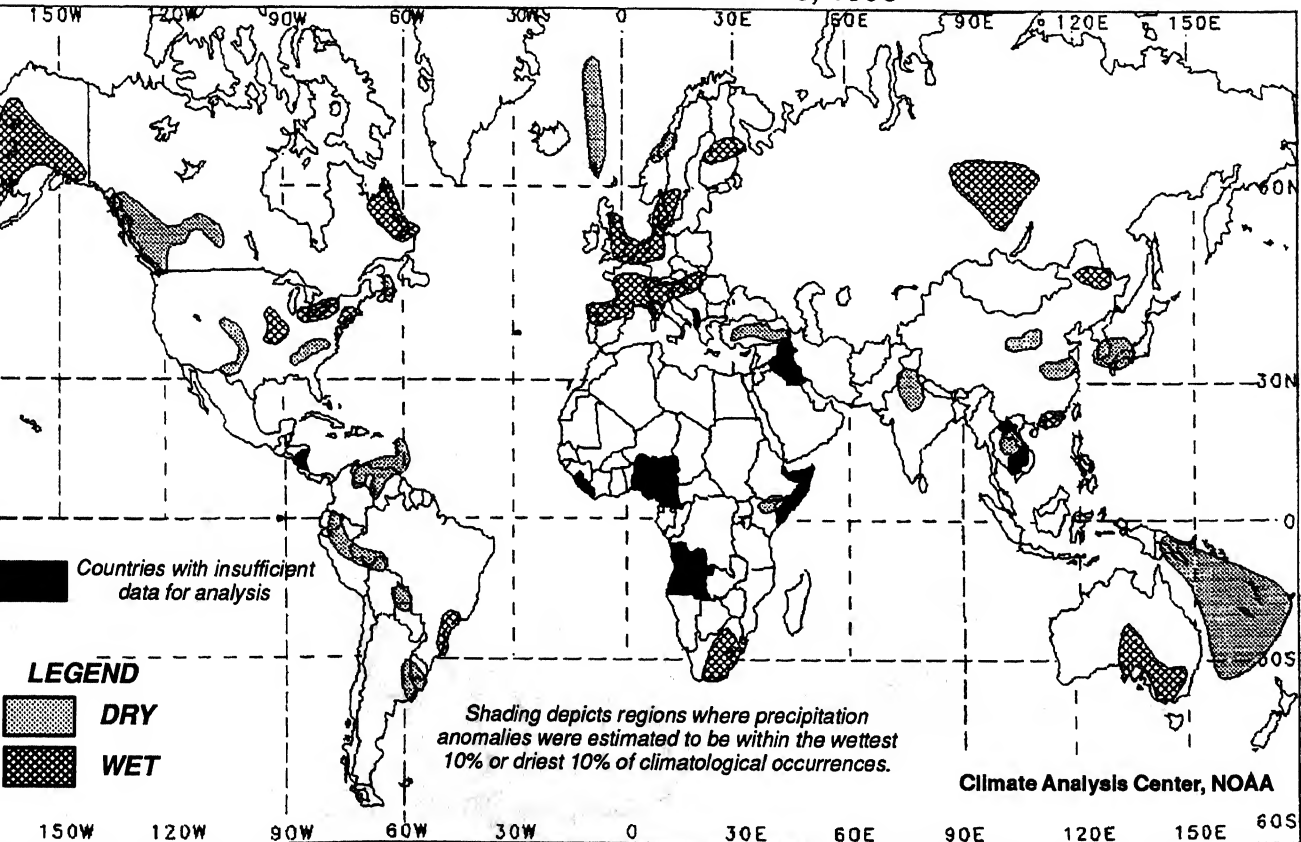 150W 120W 90W 60W 30W 0 30E 60E 90E 120E 150E
60N
30N
0
30S
Countries with insufficient
data for analysis
LEGEND
DRY
WET
Shading depicts regions where precipitation
anomalies were estimated to be within the wettest
10% or driest 10% of climatological occurrences.
Climate Analysis Center, NOAA
60S
150W 120W 90W 60W 30W 0 30E 60E 90E 120E 150E